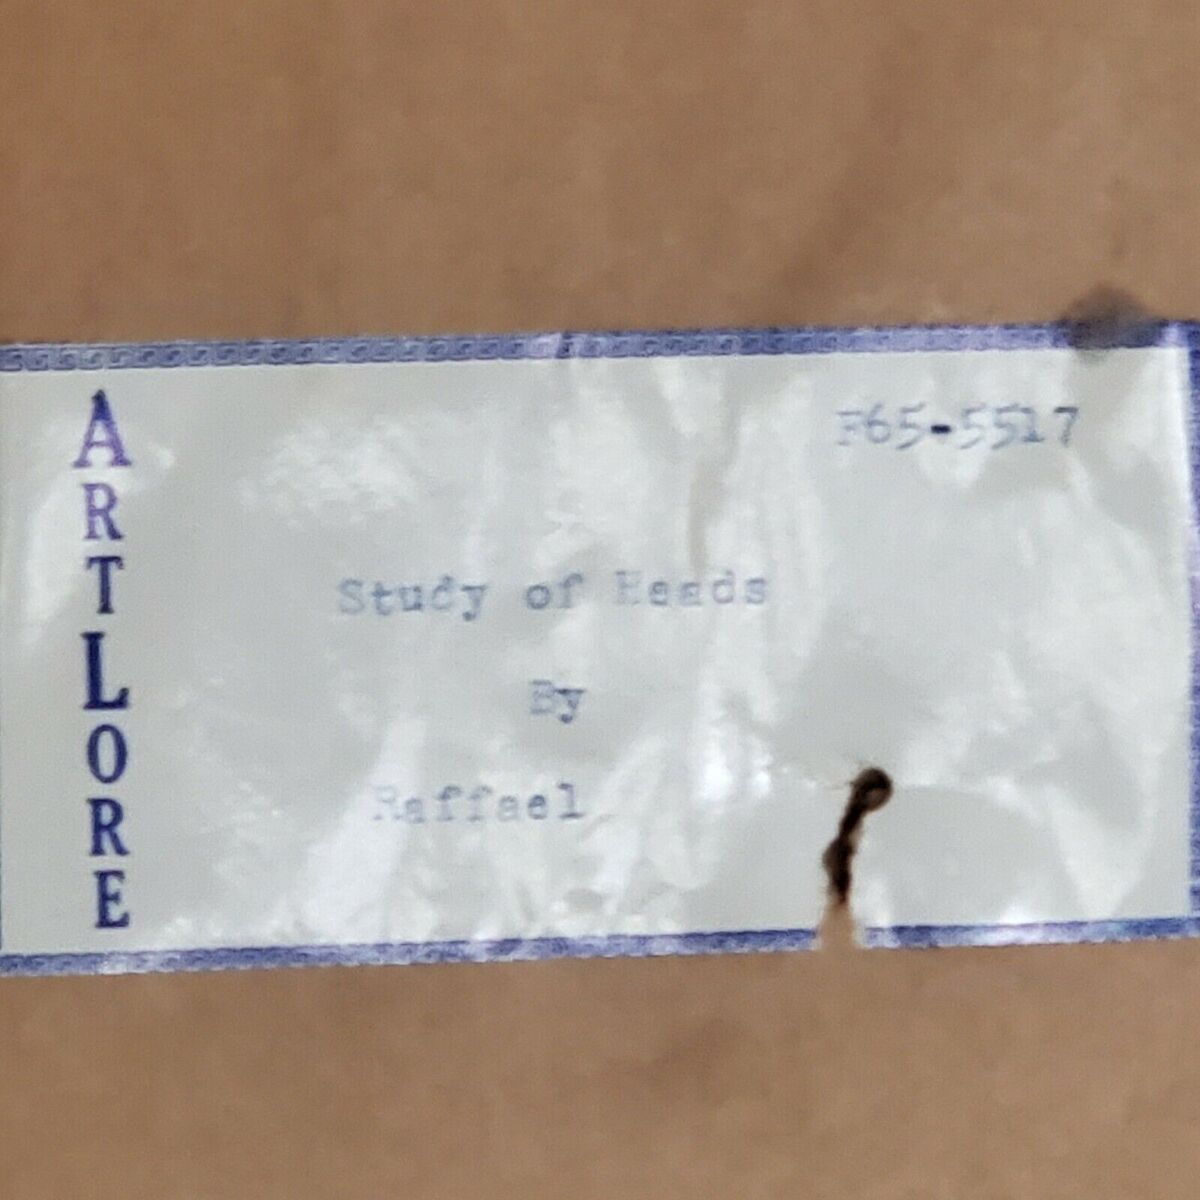 ARTLORE
F65-5517
Study of Heads
By
Raffael